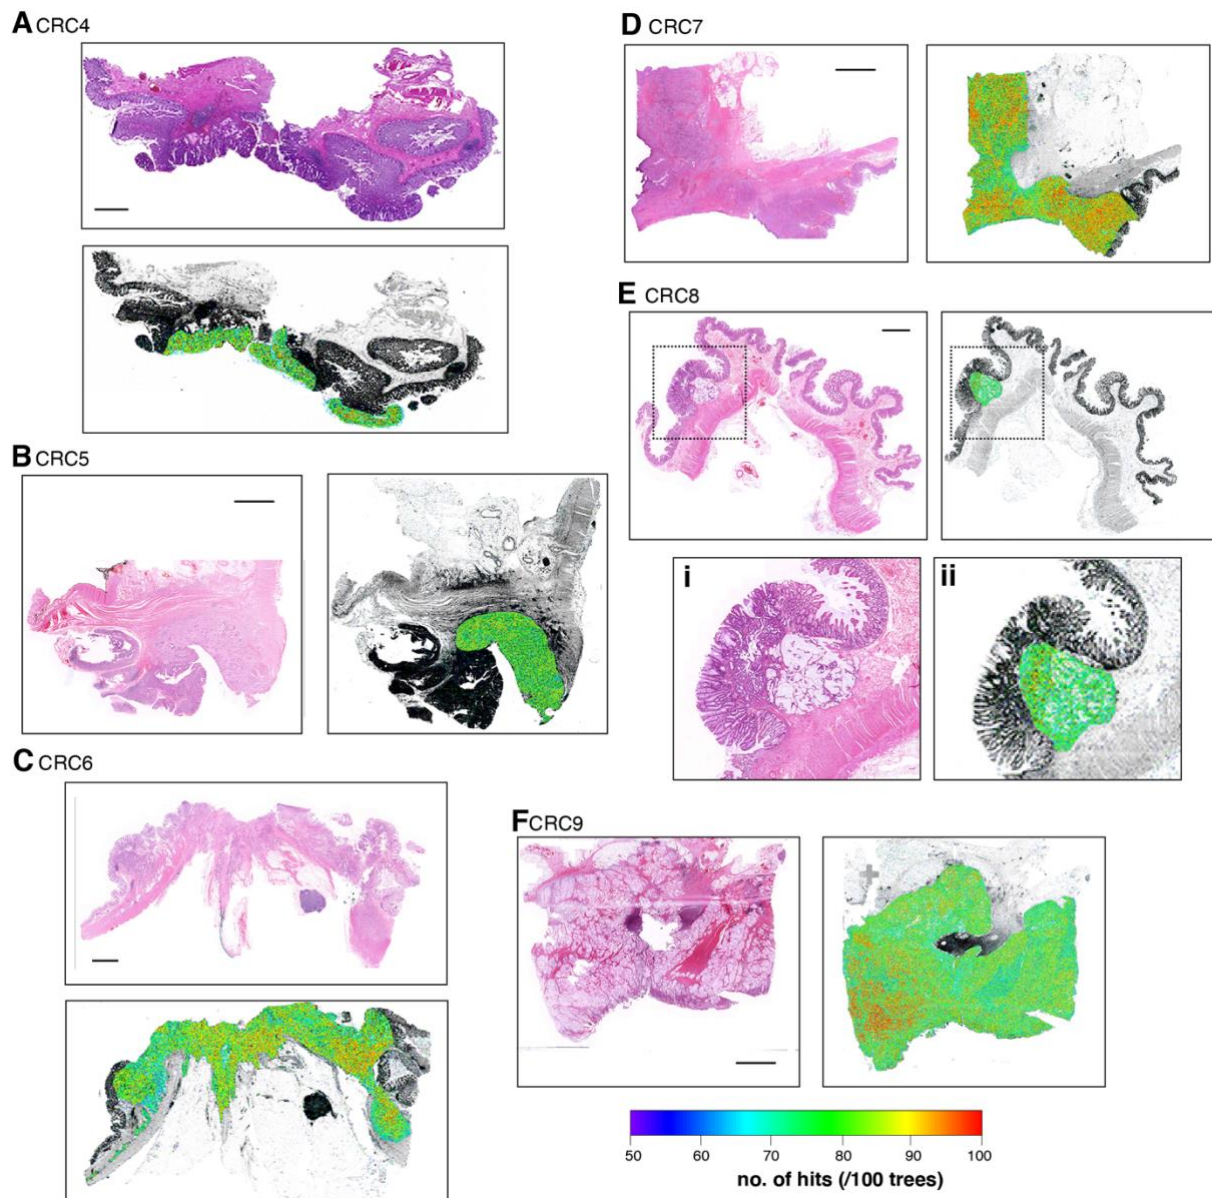 A CRC4
B CRC5
C CRC6
D CRC7
E CRC8
i
ii
F CRC9
50 60 70 80 90 100
no. of hits (/100 trees)